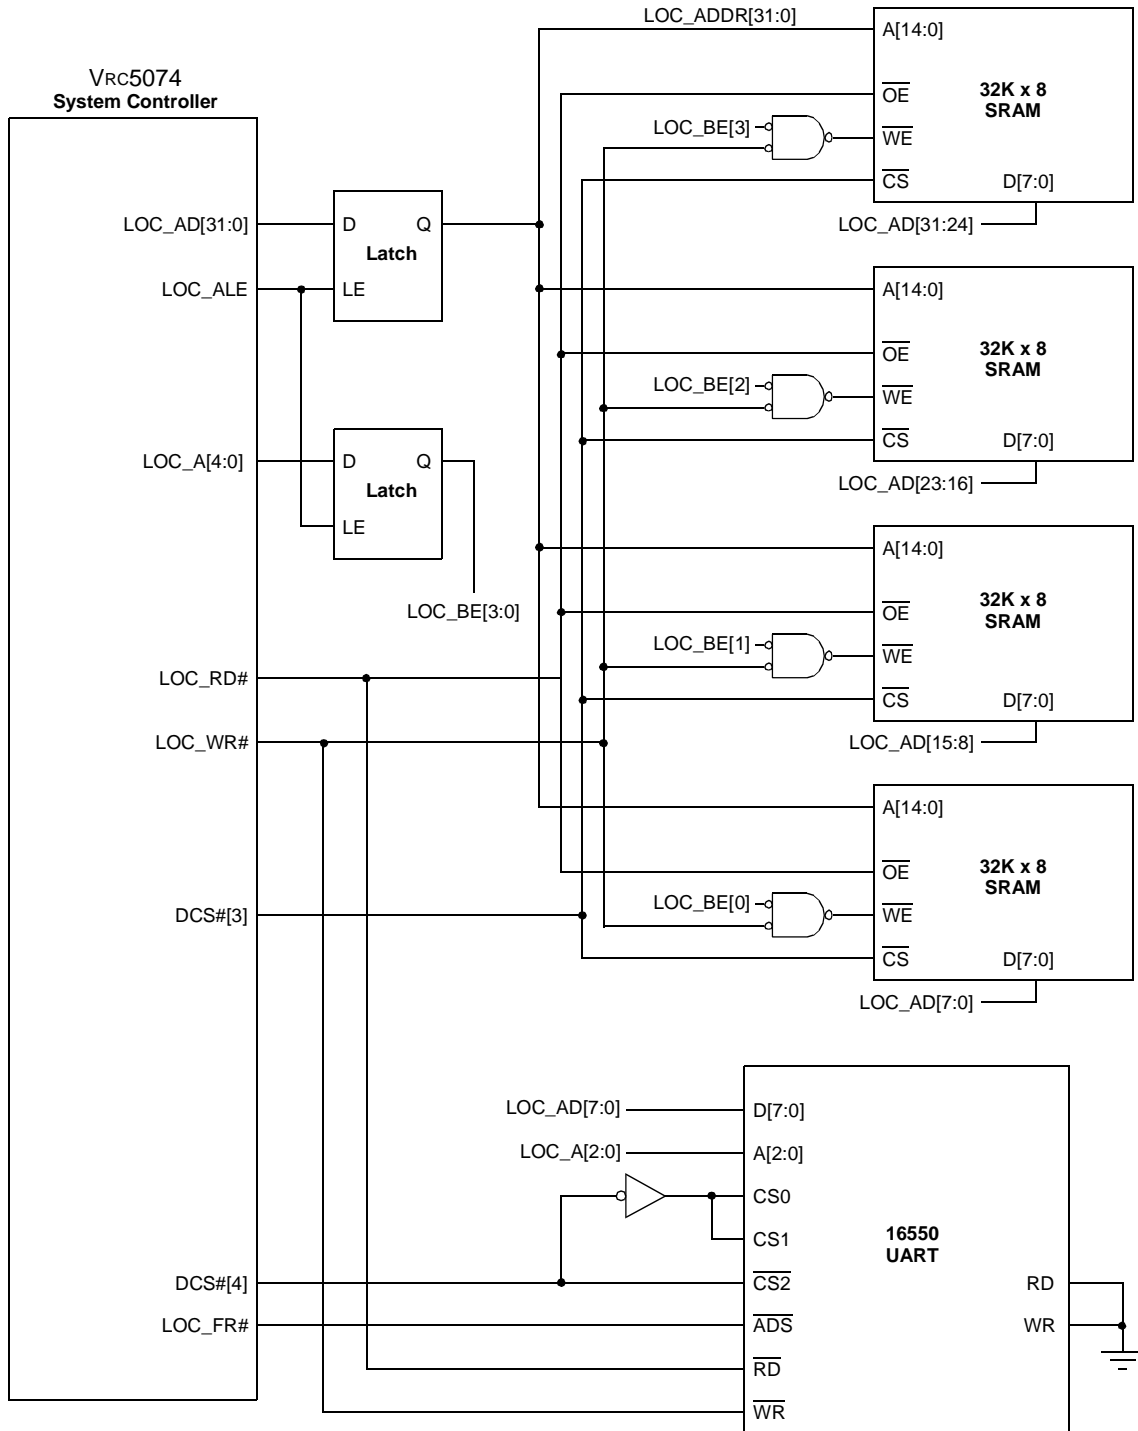 LOC_ADDR[31:0]
A[14:0]
OE
32K x 8
SRAM
LOC_BE[3]
WE
CS
D[7:0]
LOC_AD[31:24]
VRC5074
System Controller
LOC_AD[31:0]
D
Q
Latch
LOC_ALE
LE
A[14:0]
OE
32K x 8
SRAM
LOC_BE[2]
WE
CS
D[7:0]
LOC_AD[23:16]
LOC_A[4:0]
D
Q
Latch
LE
LOC_BE[3:0]
A[14:0]
OE
32K x 8
SRAM
LOC_BE[1]
WE
CS
D[7:0]
LOC_AD[15:8]
LOC_RD#
LOC_WR#
A[14:0]
OE
32K x 8
SRAM
LOC_BE[0]
WE
CS
D[7:0]
LOC_AD[7:0]
DCS#[3]
LOC_AD[7:0]
D[7:0]
LOC_A[2:0]
A[2:0]
CS0
CS1
16550
UART
DCS#[4]
CS2
RD
LOC_FR#
ADS
WR
RD
WR